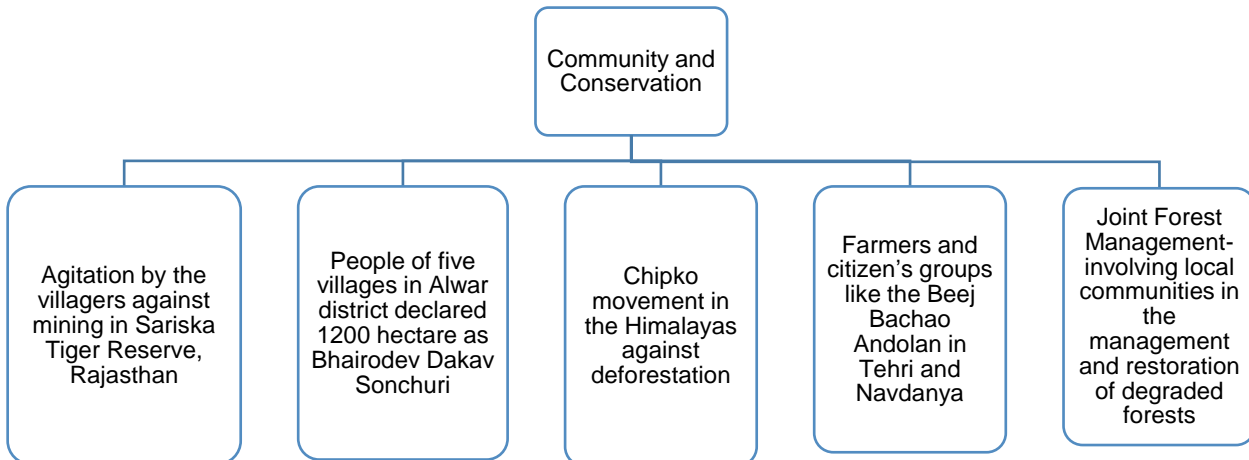 Community and
Conservation
Agitation by the
villagers against
mining in Sariska
Tiger Reserve,
Rajasthan
People of five
villages in Alwar
district declared
1200 hectare as
Bhairodev Dakav
Sonchuri
Chipko
movement in
the Himalayas
against
deforestation
Farmers and
citizen’s groups
like the Beej
Bachao
Andolan in
Tehri and
Navdanya
Joint Forest
Management-
involving local
communities in
the
management
and restoration
of degraded
forests